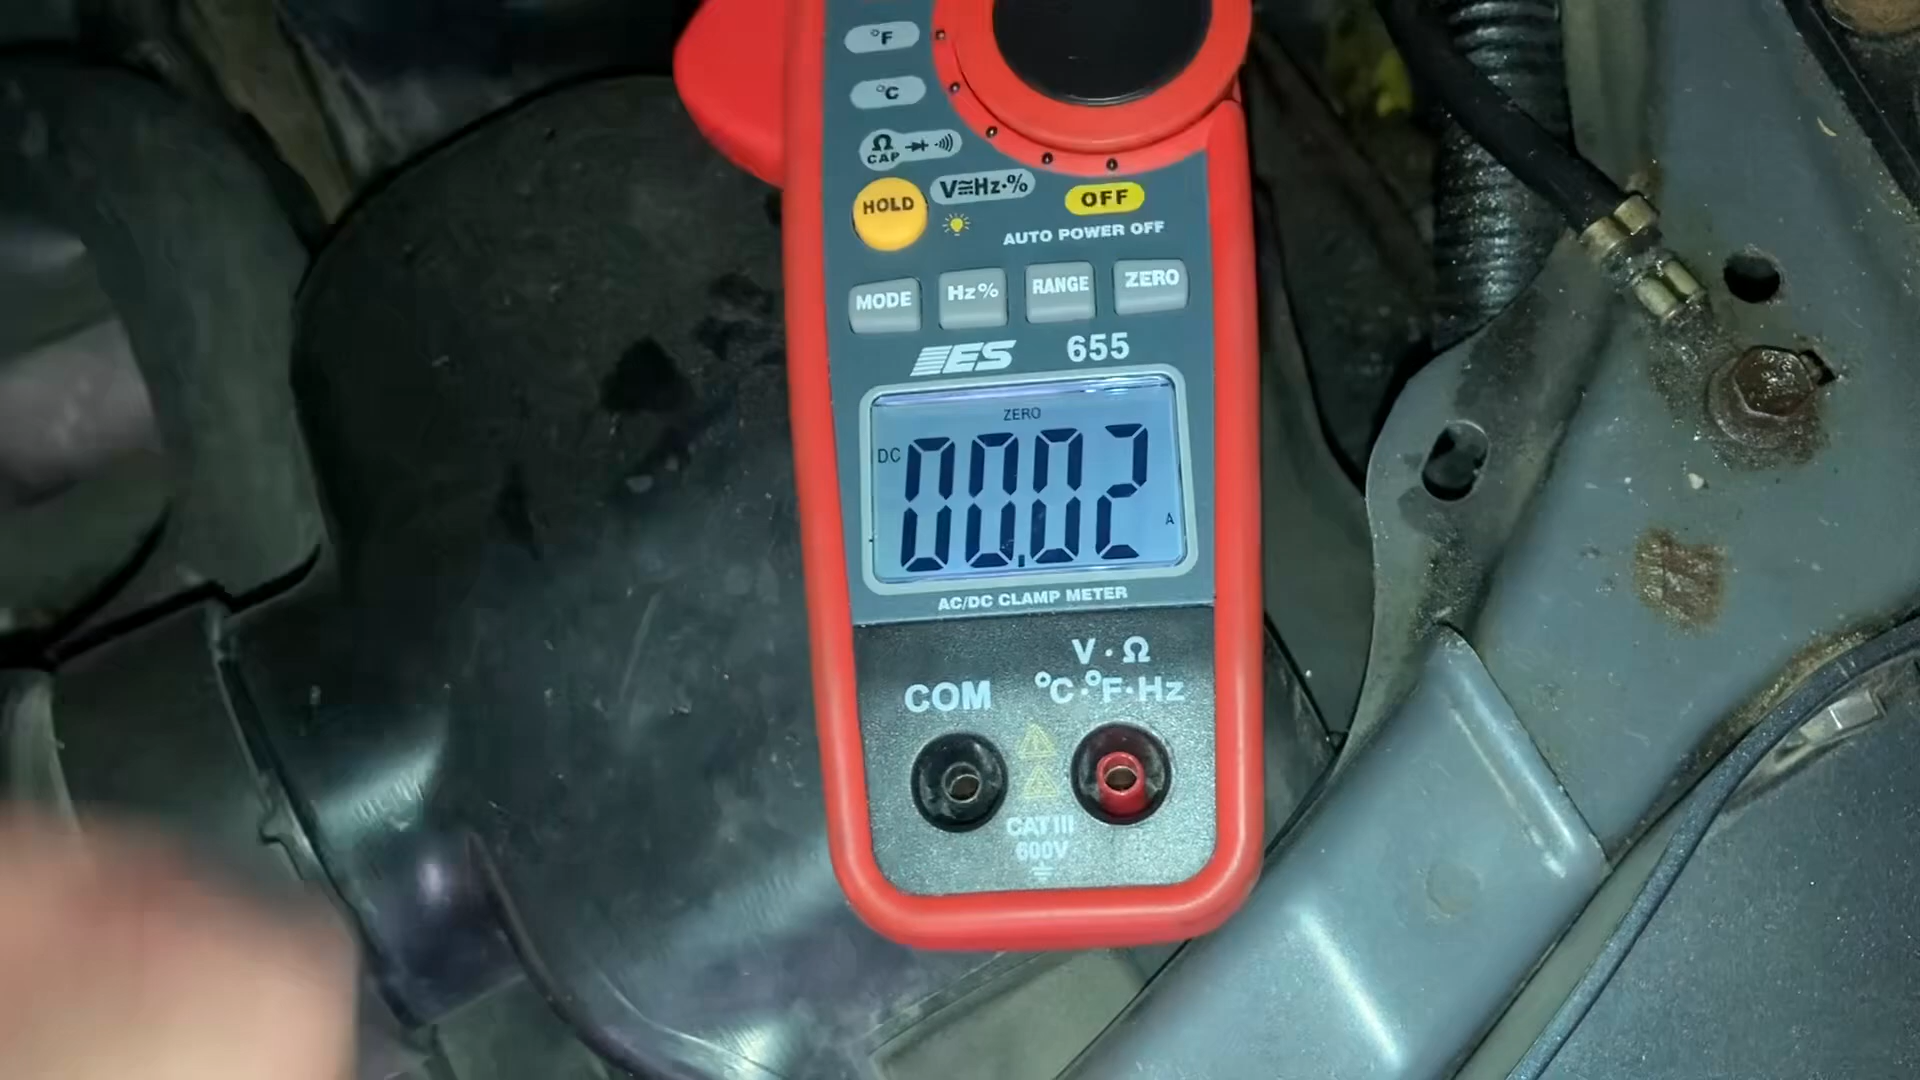 °F
°C
Ω
CAP
HOLD
V≅Hz·%
OFF
AUTO POWER OFF
MODE
Hz%
RANGE
ZERO
ES 655
ZERO
DC
00.02
A
AC/DC CLAMP METER
V·Ω
COM
°C·°F·Hz
CAT III
600V